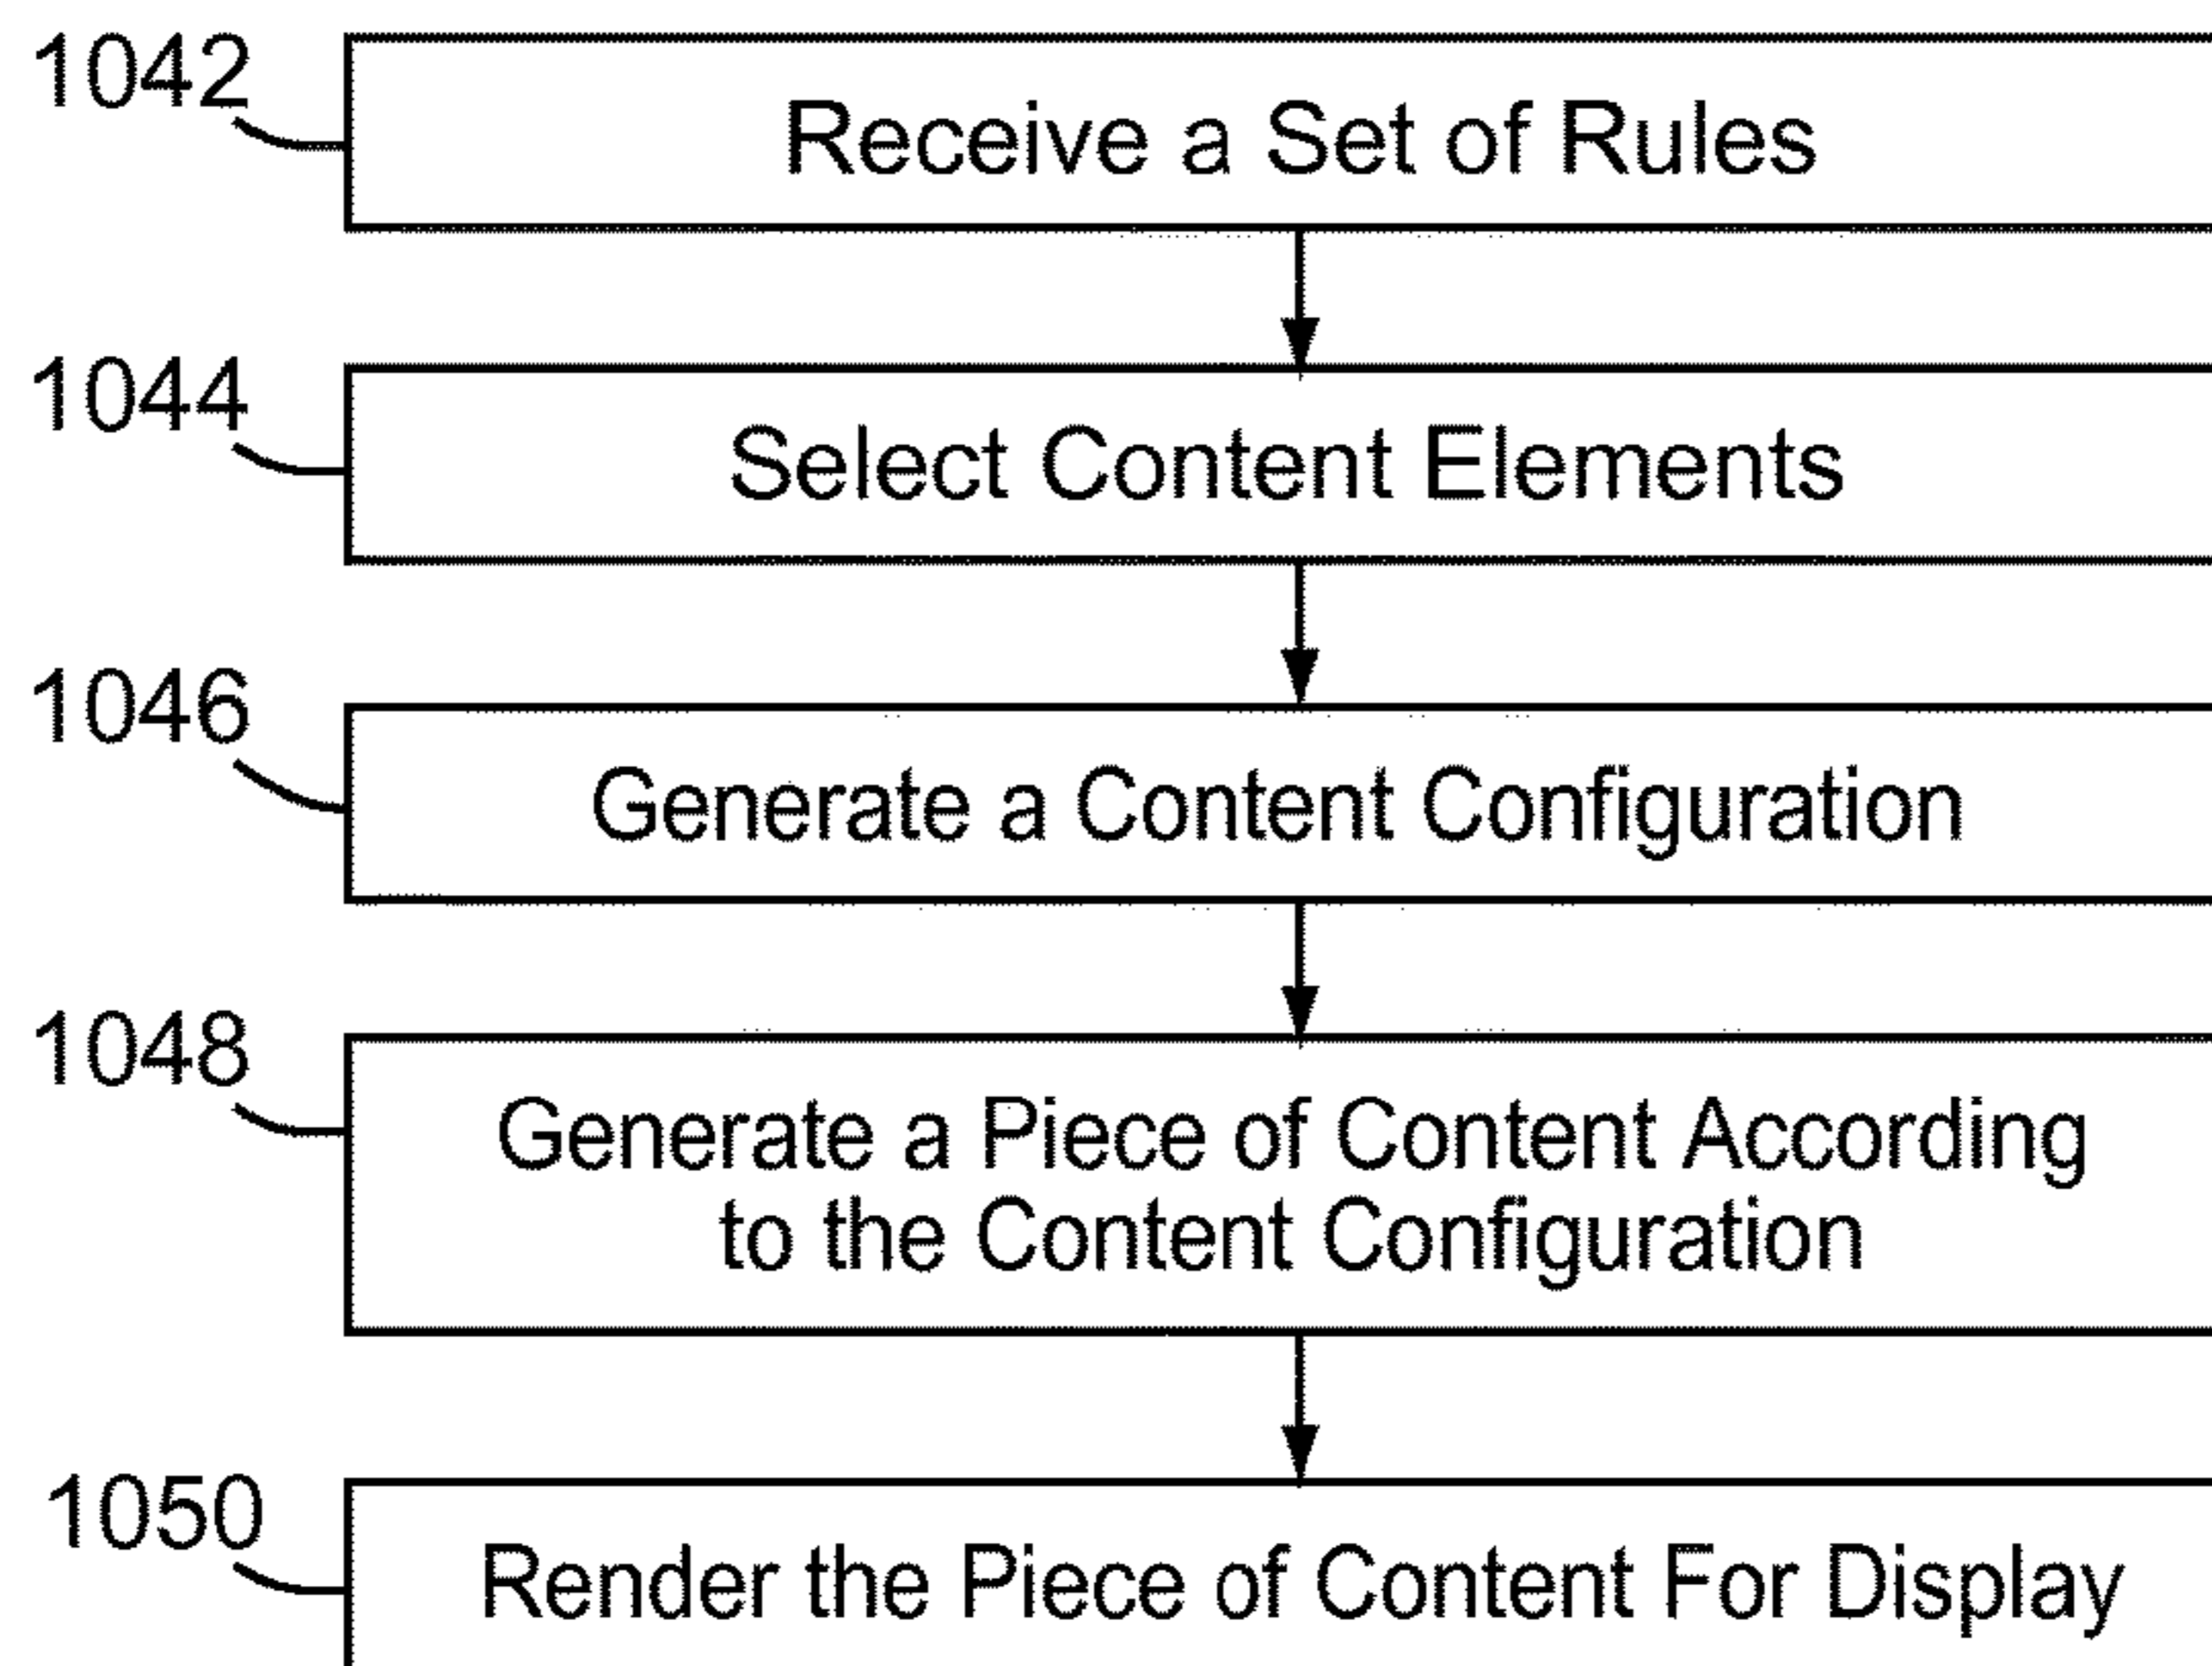 1042
Receive a Set of Rules
1044
Select Content Elements
1046
Generate a Content Configuration
1048
Generate a Piece of Content According
to the Content Configuration
1050
Render the Piece of Content For Display